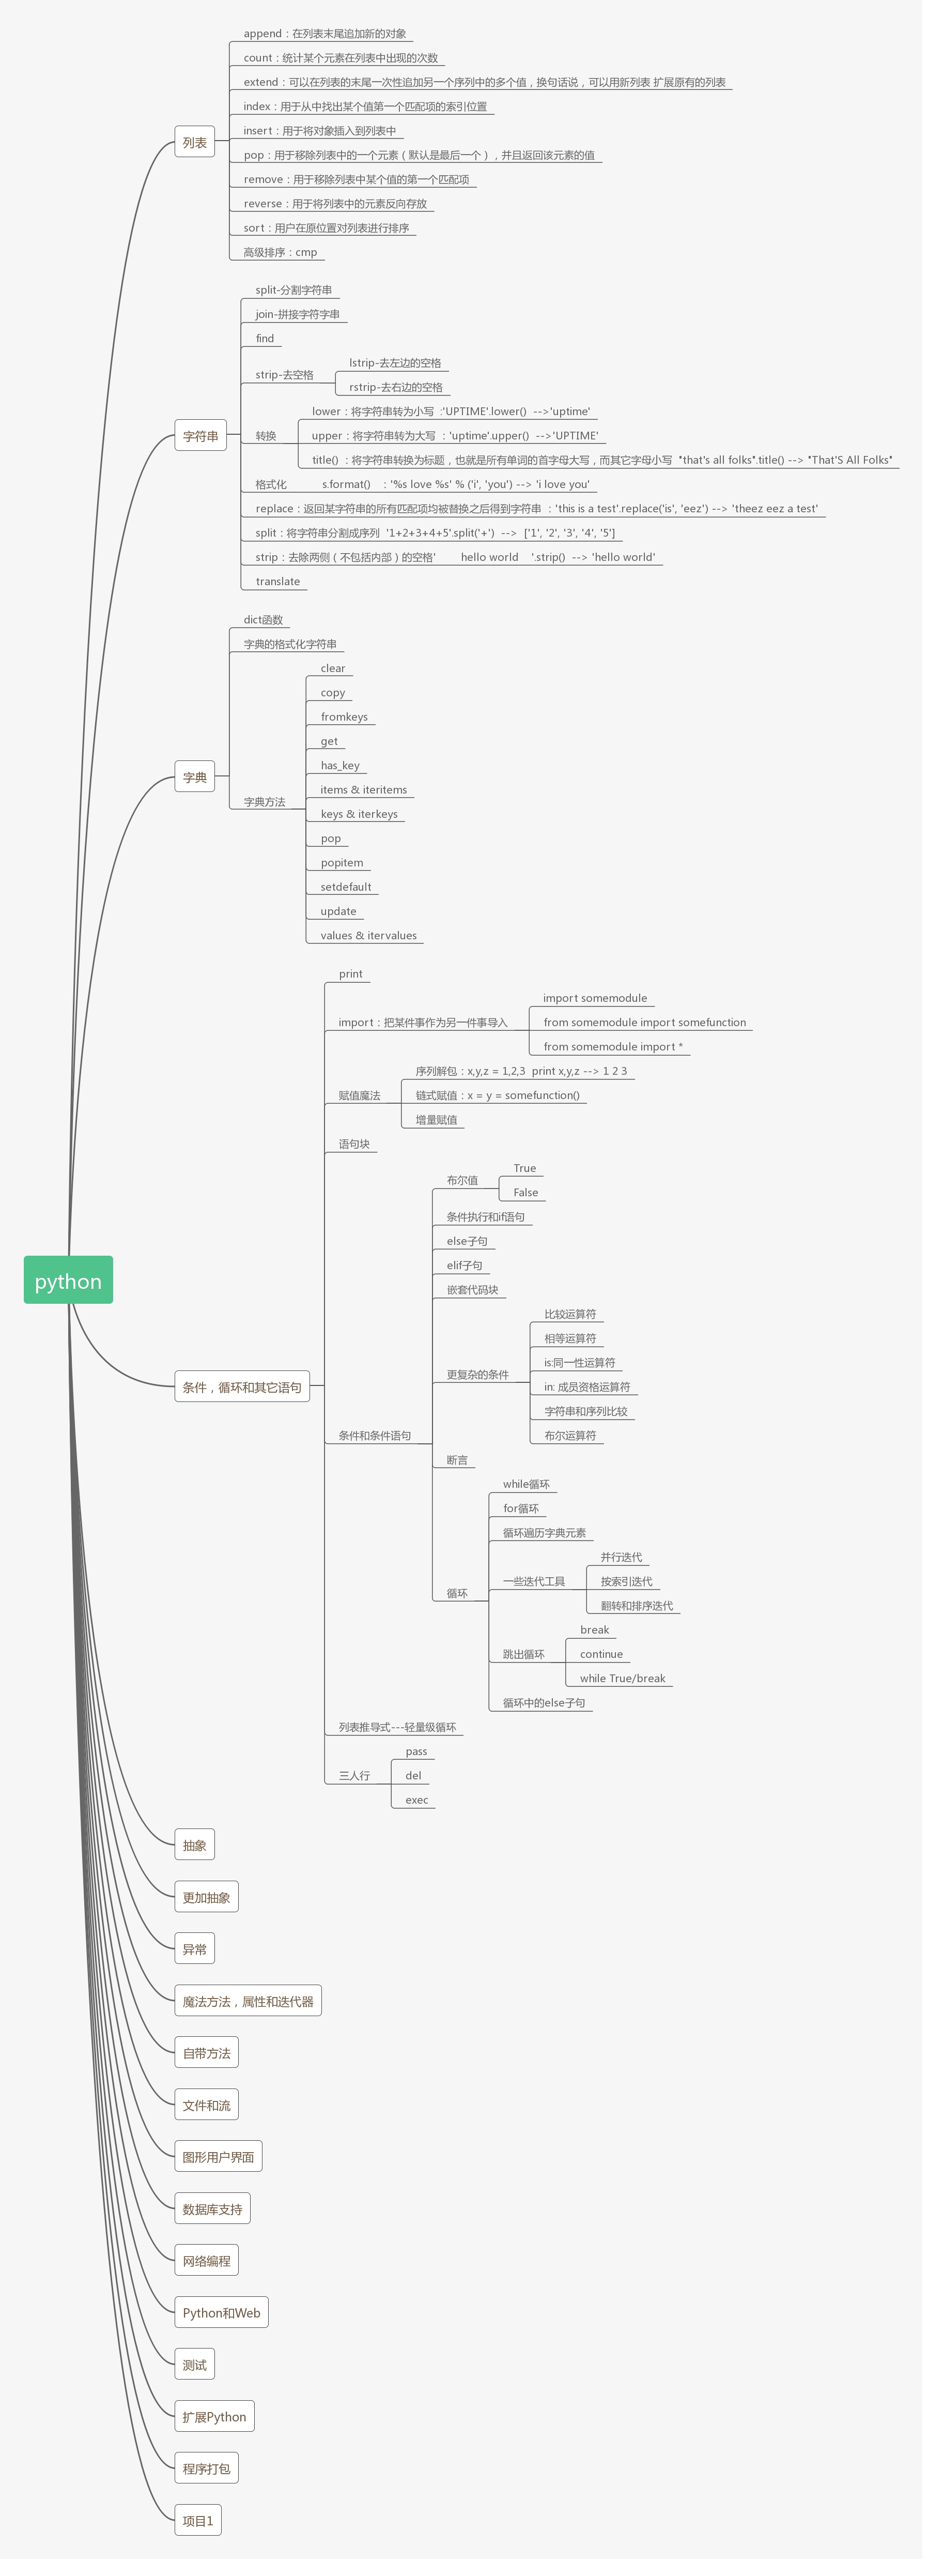 append：在列表末尾追加新的对象
count：统计某个元素在列表中出现的次数
extend：可以在列表的末尾一次性追加另一个序列中的多个值，换句话说，可以用新列表 扩展原有的列表
index：用于从中找出某个值第一个匹配项的索引位置
列表
insert：用于将对象插入到列表中
pop：用于移除列表中的一个元素（默认是最后一个），并且返回该元素的值
remove：用于移除列表中某个值的第一个匹配项
reverse：用于将列表中的元素反向存放
sort：用户在原位置对列表进行排序
高级排序：cmp
split-分割字符串
join-拼接字符字串
find
strip-去空格
lstrip-去左边的空格
rstrip-去右边的空格
字符串
转换
lower：将字符串转为小写 :'UPTIME'.lower() -->'uptime'
upper：将字符串转为大写 ：'uptime'.upper() -->'UPTIME'
title() ：将字符串转换为标题，也就是所有单词的首字母大写，而其它字母小写 "that's all folks".title() --> "That'S All Folks"
格式化 s.format() ：'%s love %s' % ('i', 'you') --> 'i love you'
replace：返回某字符串的所有匹配项均被替换之后得到字符串 ：'this is a test'.replace('is', 'eez') --> 'theez eez a test'
split：将字符串分割成序列 '1+2+3+4+5'.split('+') --> ['1', '2', '3', '4', '5']
strip：去除两侧（不包括内部）的空格' hello world '.strip() --> 'hello world'
translate
dict函数
字典的格式化字符串
字典
字典方法
clear
copy
fromkeys
get
has_key
items & iteritems
keys & iterkeys
pop
popitem
setdefault
update
values & itervalues
python
条件，循环和其它语句
print
import：把某件事作为另一件事导入
import somemodule
from somemodule import somefunction
from somemodule import *
赋值魔法
序列解包：x,y,z = 1,2,3 print x,y,z --> 1 2 3
链式赋值：x = y = somefunction()
增量赋值
语句块
条件和条件语句
布尔值
True
False
条件执行和if语句
else子句
elif子句
嵌套代码块
更复杂的条件
比较运算符
相等运算符
is:同一性运算符
in: 成员资格运算符
字符串和序列比较
布尔运算符
断言
循环
while循环
for循环
循环遍历字典元素
一些迭代工具
并行迭代
按索引迭代
翻转和排序迭代
跳出循环
break
continue
while True/break
循环中的else子句
列表推导式---轻量级循环
三人行
pass
del
exec
抽象
更加抽象
异常
魔法方法，属性和迭代器
自带方法
文件和流
图形用户界面
数据库支持
网络编程
Python和Web
测试
扩展Python
程序打包
项目1